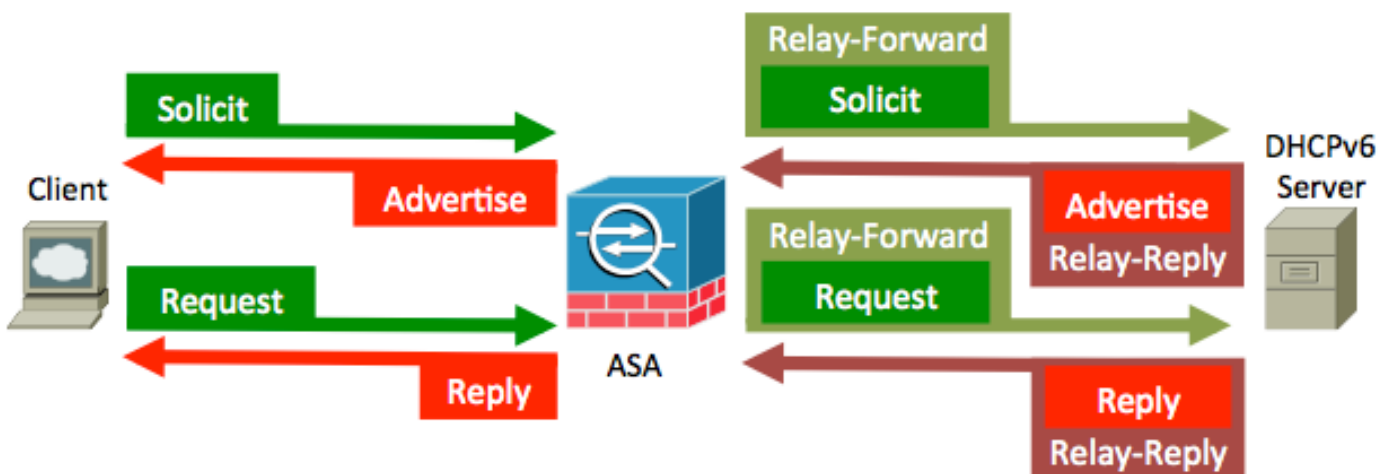 Relay-Forward
Solicit
Solicit
DHCPv6
Server
Client
Advertise
Advertise
Relay-Reply
Relay-Forward
Request
Request
ASA
Reply
Reply
Relay-Reply